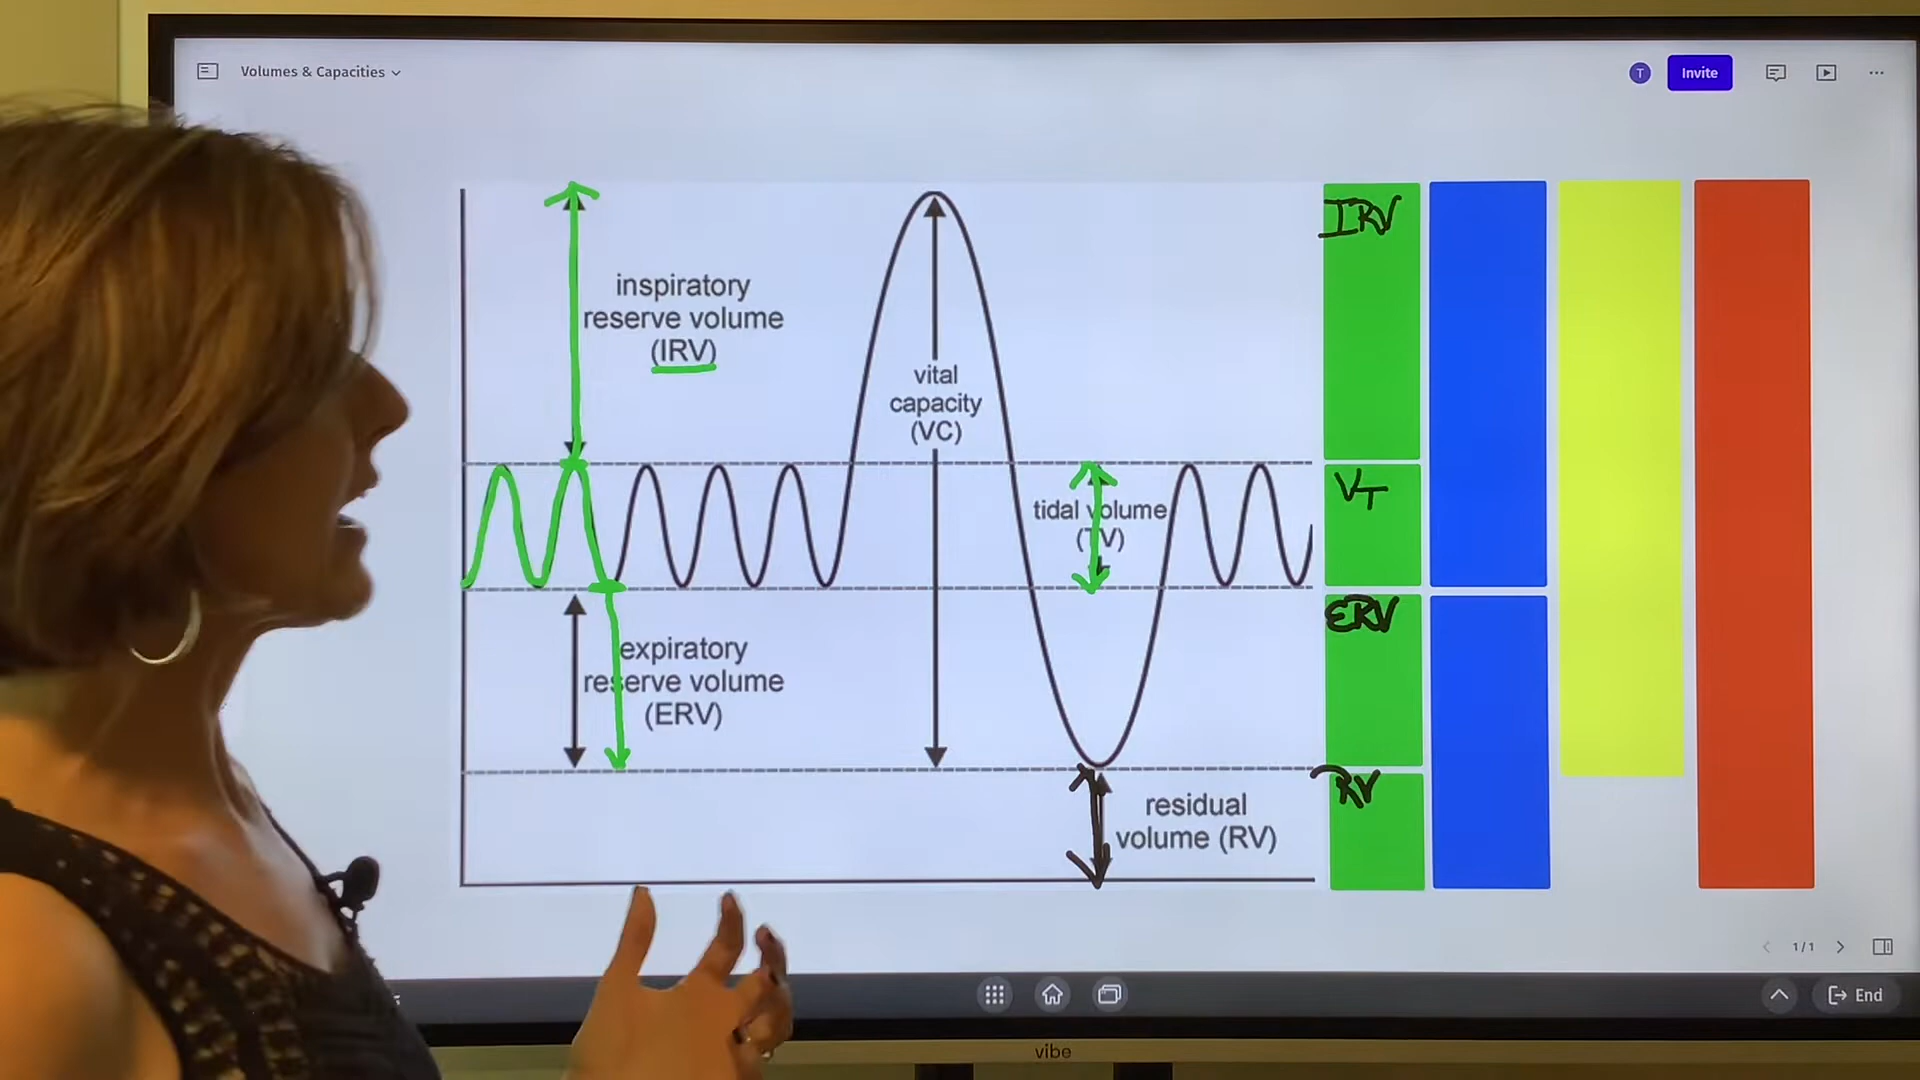 Volumes & Capacities
T
Invite
inspiratory
reserve volume
(IRV)
vital
capacity
(VC)
tidal volume
(TV)
expiratory
reserve volume
(ERV)
residual
volume (RV)
IRV
VT
ERV
RV
1/1
End
vibe